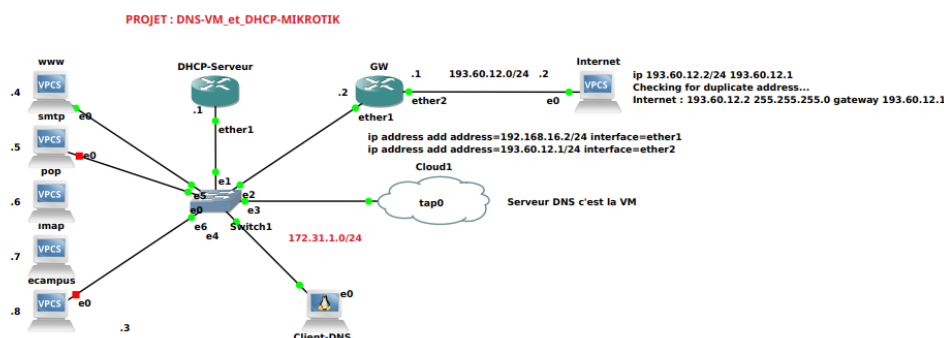 PROJET : DNS-VM_et_DHCP-MIKROTIK
www
DHCP-Serveur
GW
Internet
.4
VPCS
e0
.1
ether1
.2
ether1
.1
ether2
193.60.12.0/24
.2
e0
VPCS
ip 193.60.12.2/24 193.60.12.1
Checking for duplicate address...
Internet : 193.60.12.2 255.255.255.0 gateway 193.60.12.1
smtp
.5
VPCS
e0
ip address add address=192.168.16.2/24 interface=ether1
ip address add address=193.60.12.1/24 interface=ether2
pop
.6
VPCS
e1
e2
e5
e0
e3
e6
e4
Switch1
Cloud1
tap0
Serveur DNS c'est la VM
172.31.1.0/24
imap
.7
VPCS
ecampus
.8
VPCS
e0
.3
e0
Client-DNS